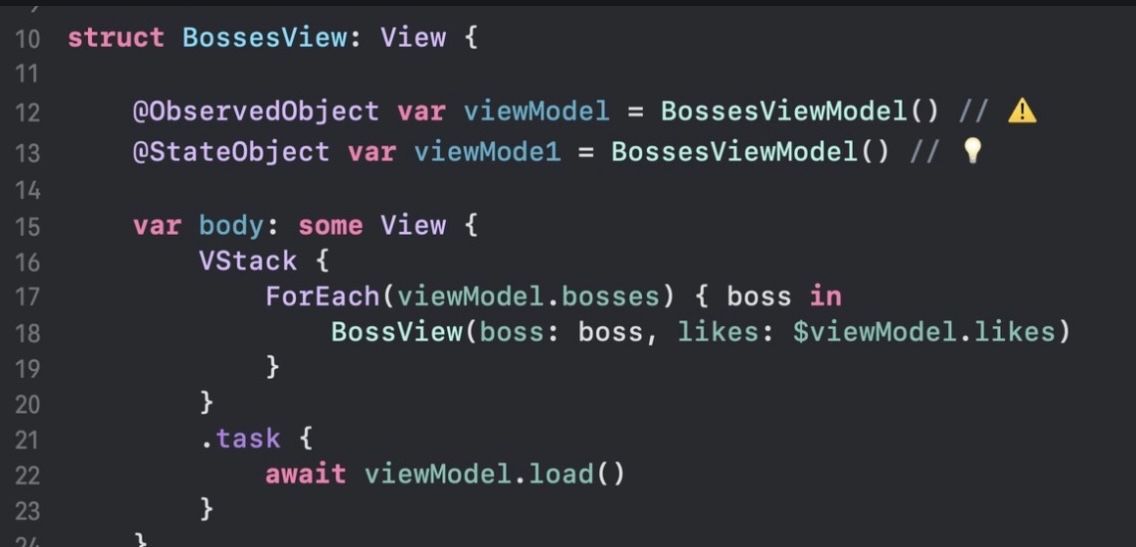 10 struct BossesView: View {
11
12 @ObservedObject var viewModel = BossesViewModel() // ⚠️
13 @StateObject var viewMode1 = BossesViewModel() // 💡
14
15 var body: some View {
16 VStack {
17 ForEach(viewModel.bosses) { boss in
18 BossView(boss: boss, likes: $viewModel.likes)
19 }
20 }
21 .task {
22 await viewModel.load()
23 }
24 }